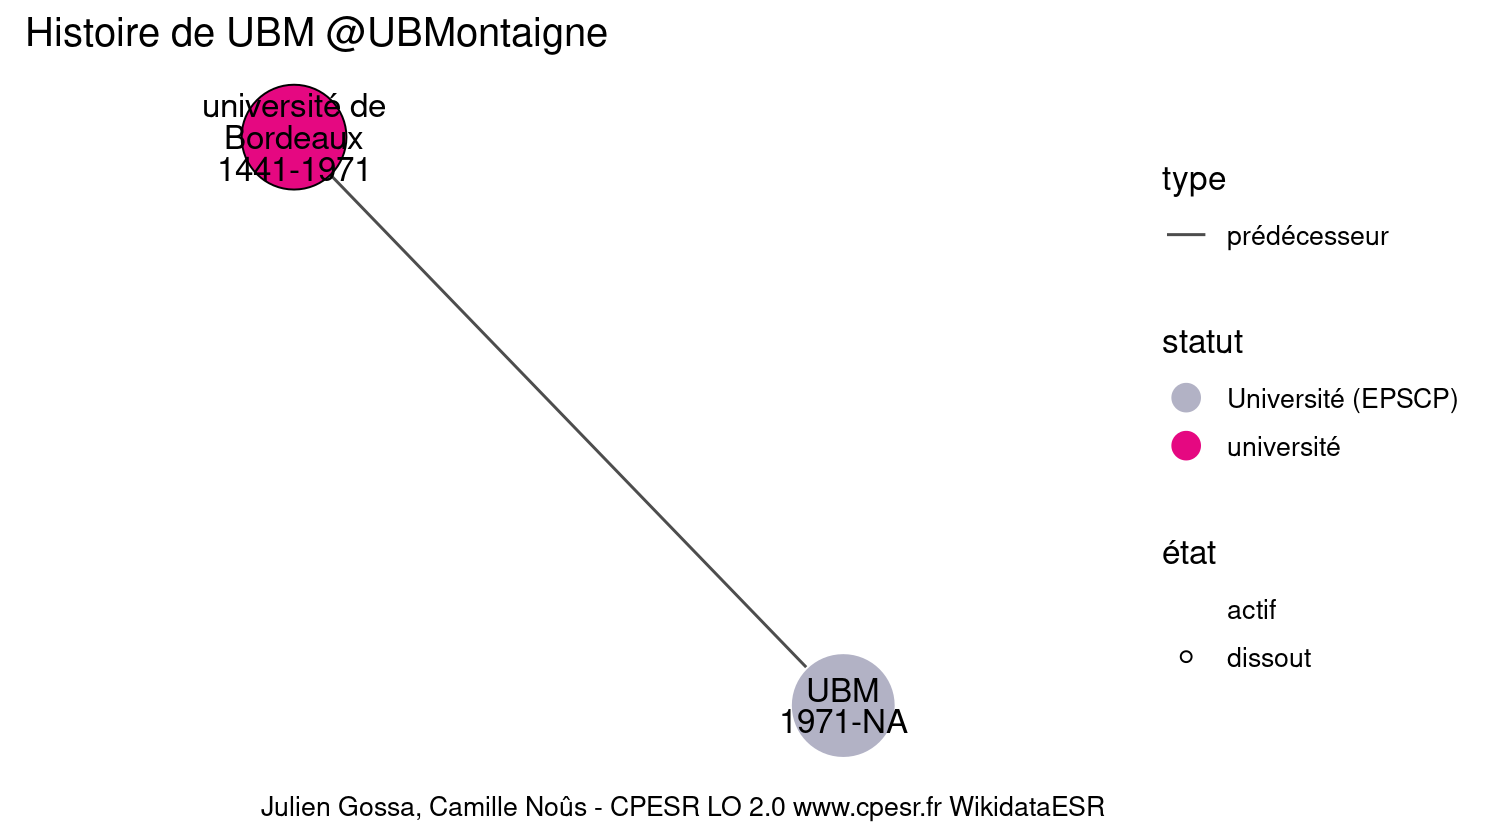 Histoire de UBM @UBMontaigne
université de
Bordeaux
1441-1971
type
prédécesseur
statut
Université (EPSCP)
université
état
actif
dissout
UBM
1971-NA
Julien Gossa, Camille Noûs - CPESR LO 2.0 www.cpesr.fr WikidataESR